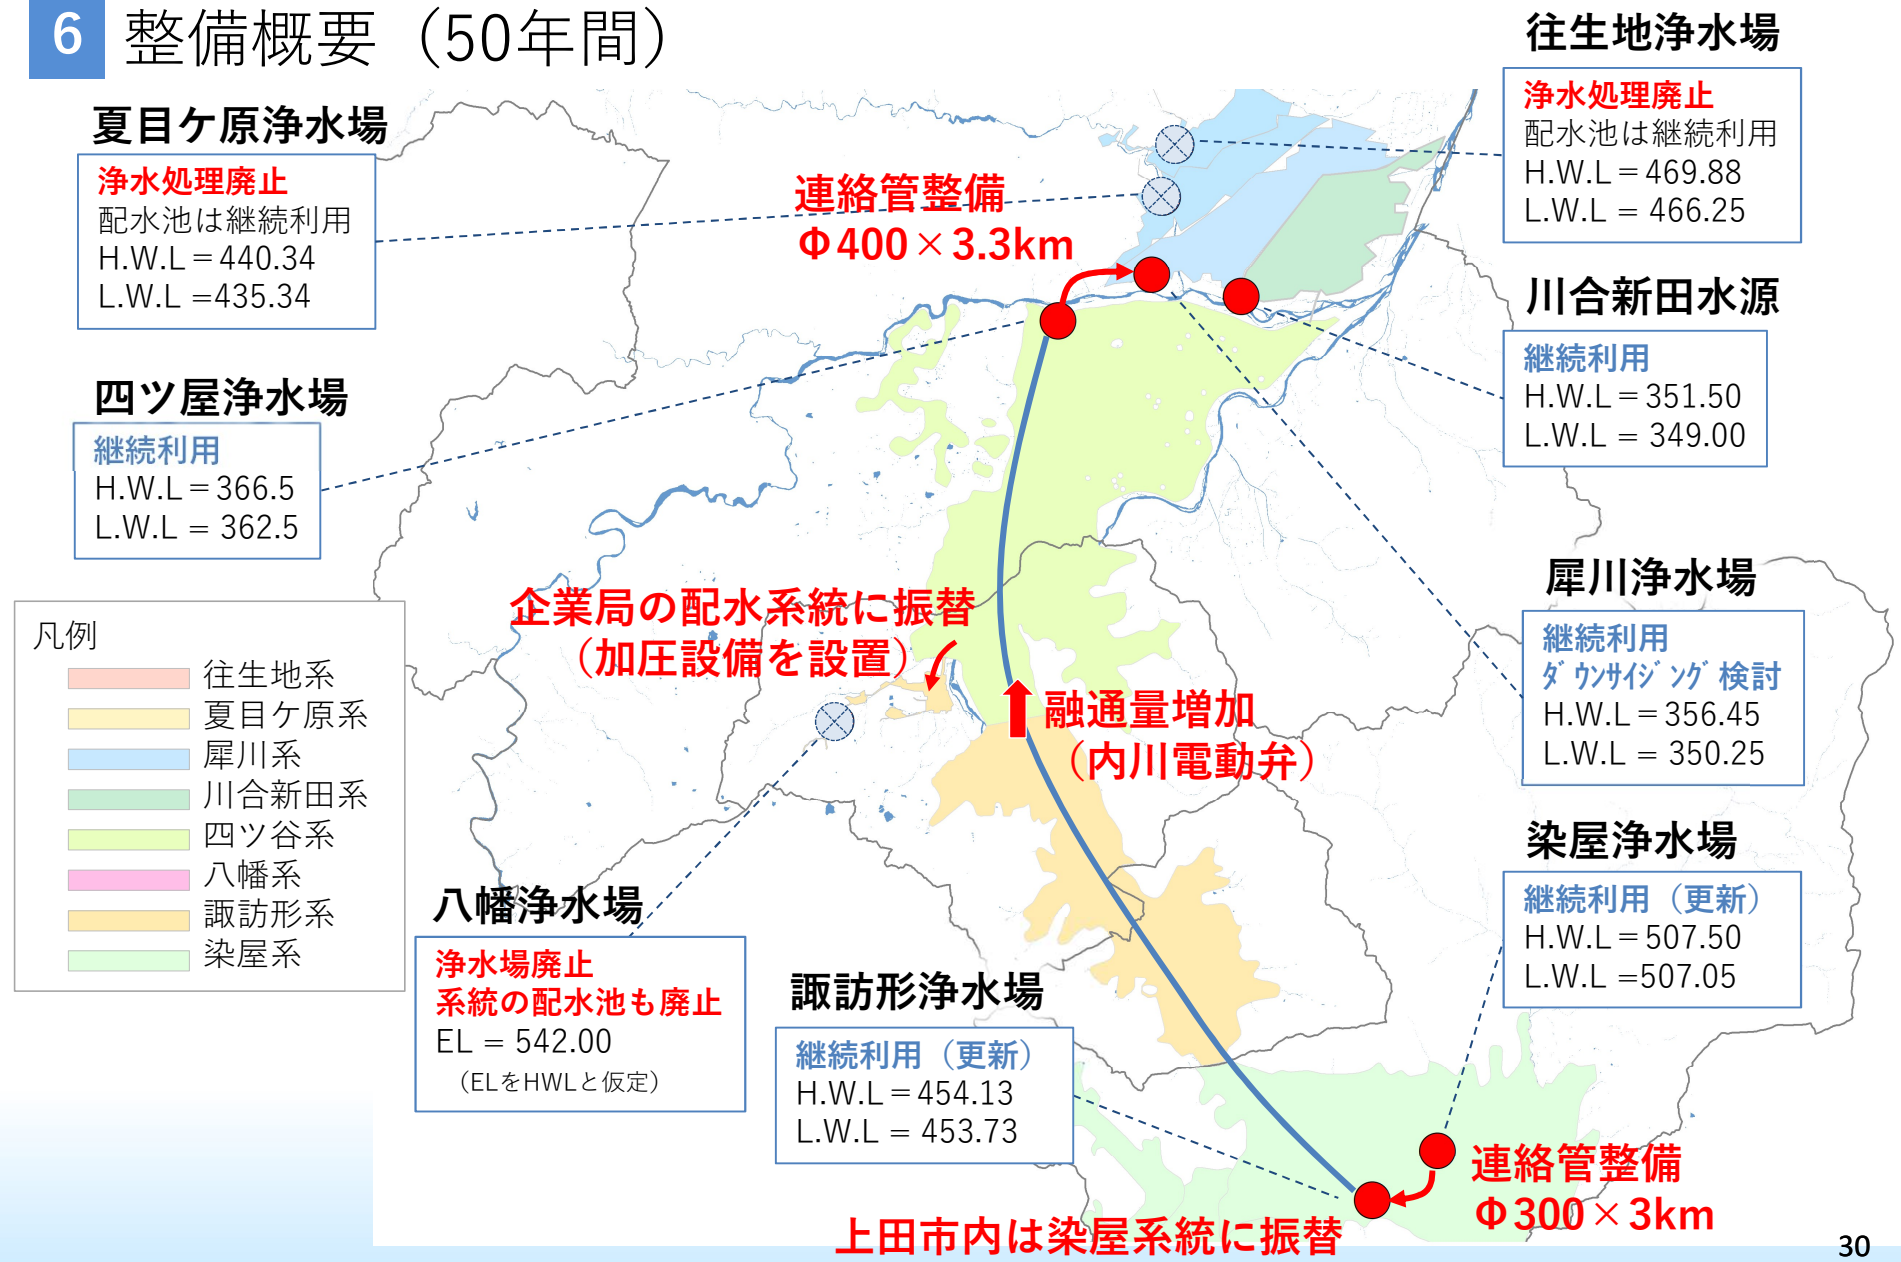 6 整備概要（50年間）
往生地浄水場
浄水処理廃止
配水池は継続利用
H.W.L＝469.88
L.W.L ＝ 466.25
夏目ケ原浄水場
浄水処理廃止
配水池は継続利用
H.W.L＝440.34
L.W.L =435.34
連絡管整備
Φ400×3.3km
川合新田水源
継続利用
H.W.L＝351.50
L.W.L ＝ 349.00
四ツ屋浄水場
継続利用
H.W.L＝366.5
L.W.L ＝ 362.5
企業局の配水系統に振替
（加圧設備を設置）
犀川浄水場
継続利用
ﾀﾞｳﾝｻｲｼﾞﾝｸﾞ検討
H.W.L＝356.45
L.W.L ＝ 350.25
凡例
往生地系
夏目ケ原系
犀川系
川合新田系
四ツ谷系
八幡系
諏訪形系
染屋系
融通量増加
（内川電動弁）
染屋浄水場
継続利用（更新）
H.W.L＝507.50
L.W.L =507.05
八幡浄水場
浄水場廃止
系統の配水池も廃止
EL ＝ 542.00
（ELをHWLと仮定）
諏訪形浄水場
継続利用（更新）
H.W.L＝454.13
L.W.L ＝ 453.73
連絡管整備
Φ300×3km
上田市内は染屋系統に振替
30